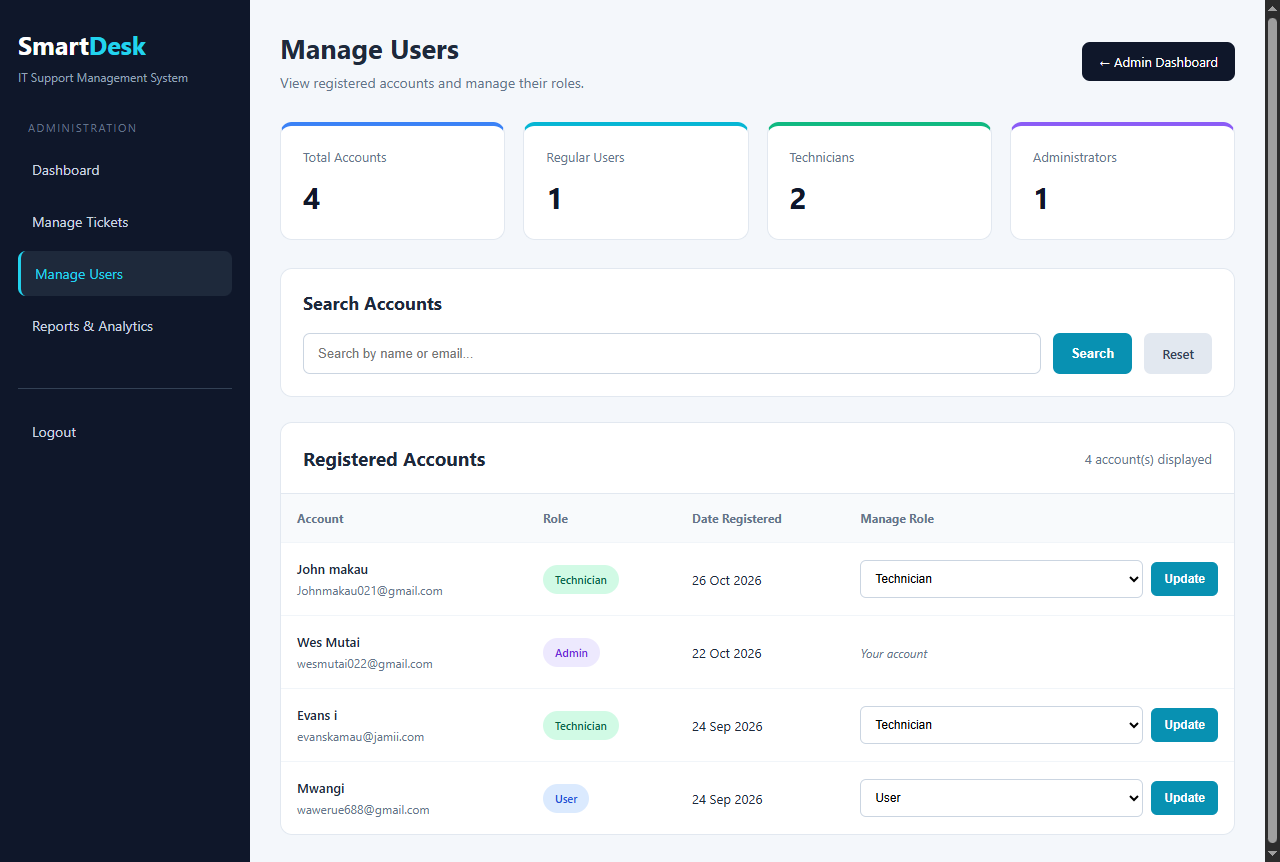 SmartDesk
IT Support Management System
ADMINISTRATION
Dashboard
Manage Tickets
Manage Users
Reports & Analytics
Logout
Manage Users
View registered accounts and manage their roles.
← Admin Dashboard
Total Accounts
4
Regular Users
1
Technicians
2
Administrators
1
Search Accounts
Search by name or email...
Search
Reset
Registered Accounts
4 account(s) displayed
Account Role Date Registered Manage Role
John makau
Johnmakau021@gmail.com
Technician
26 Oct 2026
Technician
Update
Wes Mutai
wesmutai022@gmail.com
Admin
22 Oct 2026
Your account
Evans i
evanskamau@jamii.com
Technician
24 Sep 2026
Technician
Update
Mwangi
wawerue688@gmail.com
User
24 Sep 2026
User
Update